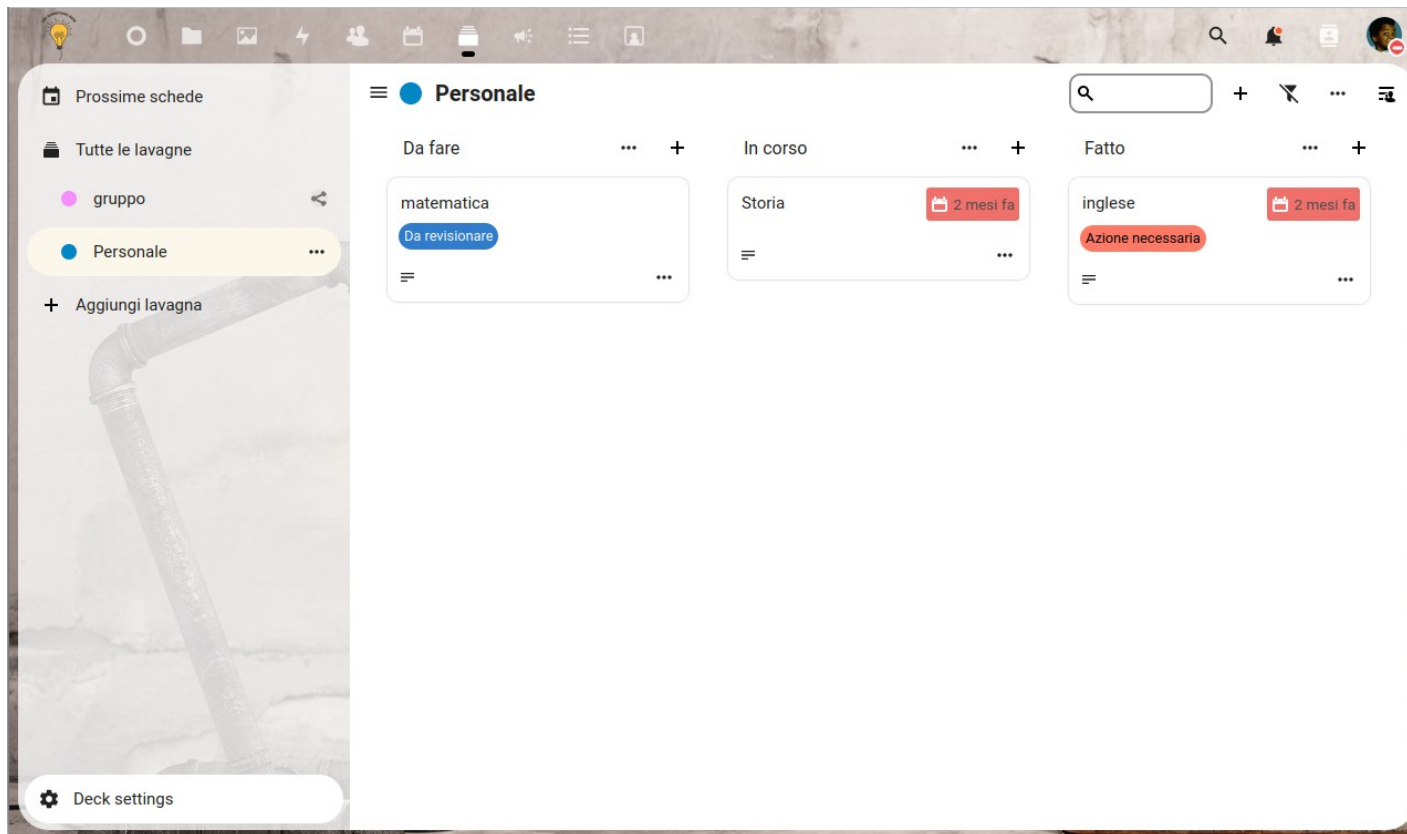 Prossime schede
Tutte le lavagne
gruppo
Personale
Aggiungi lavagna
Deck settings
Personale
Da fare
matematica
Da revisionare
In corso
Storia
2 mesi fa
Fatto
inglese
2 mesi fa
Azione necessaria